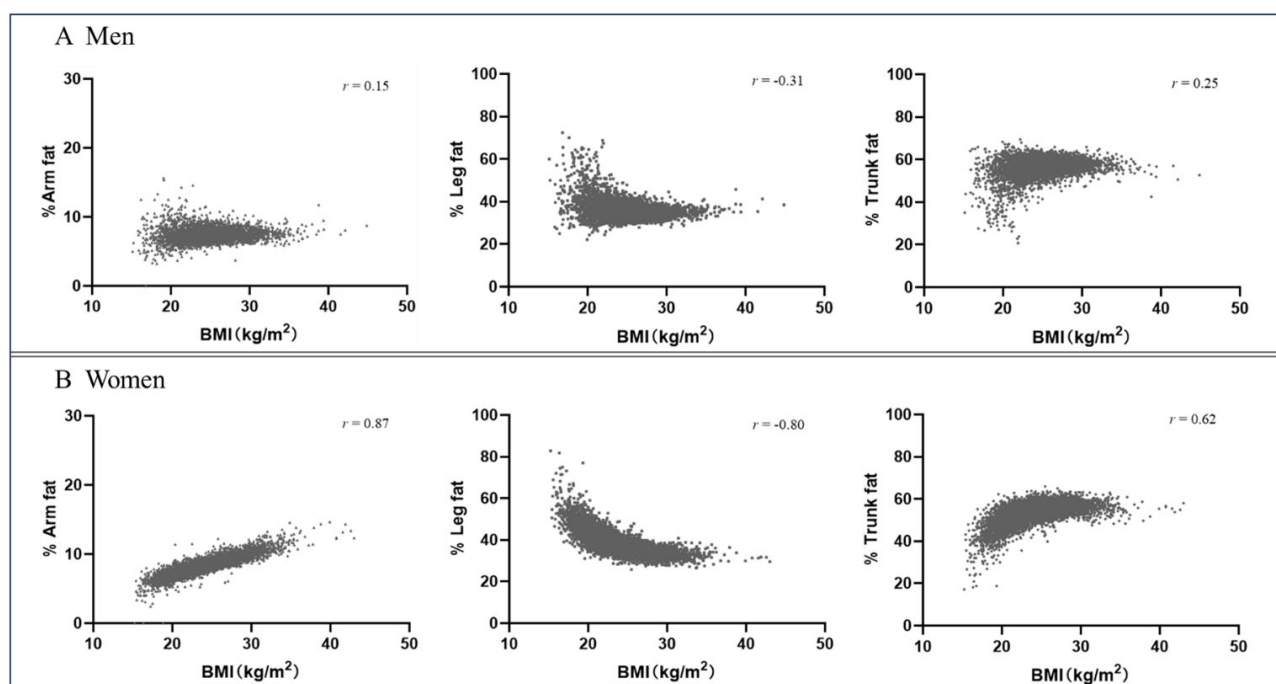 A Men
r = 0.15
% Arm fat
30
20
10
0
10 20 30 40 50
BMI(kg/m²)
r = -0.31
% Leg fat
100
80
60
40
20
0
10 20 30 40 50
BMI(kg/m²)
r = 0.25
% Trunk fat
100
80
60
40
20
0
10 20 30 40 50
BMI(kg/m²)
B Women
r = 0.87
% Arm fat
30
20
10
0
10 20 30 40 50
BMI(kg/m²)
r = -0.80
% Leg fat
100
80
60
40
20
0
10 20 30 40 50
BMI(kg/m²)
r = 0.62
% Trunk fat
100
80
60
40
20
0
10 20 30 40 50
BMI(kg/m²)